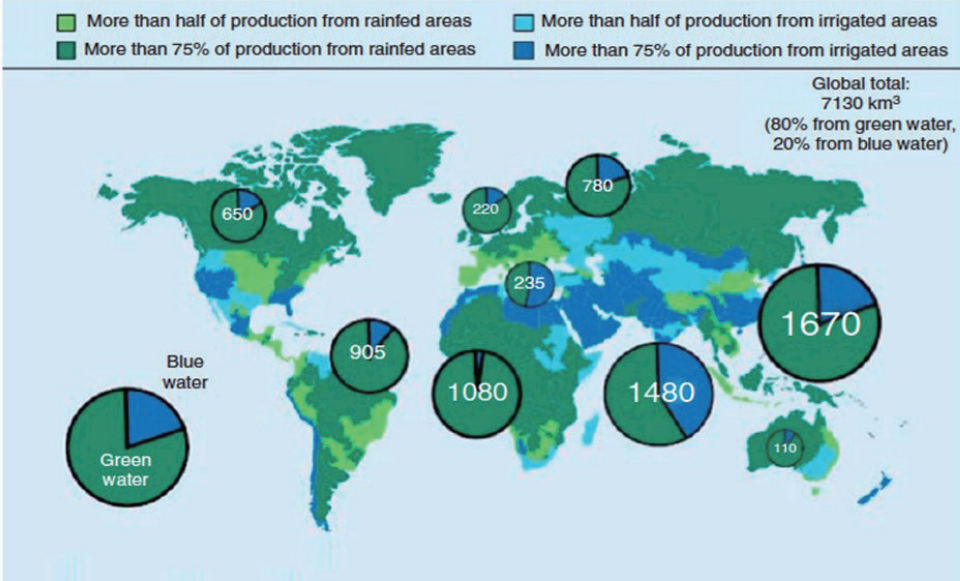 More than half of production from rainfed areas
More than half of production from irrigated areas
More than 75% of production from rainfed areas
More than 75% of production from irrigated areas
Global total:
7130 km³
(80% from green water,
20% from blue water)
780
650
220
235
1670
905
1080
1480
Blue
water
Green
water
110